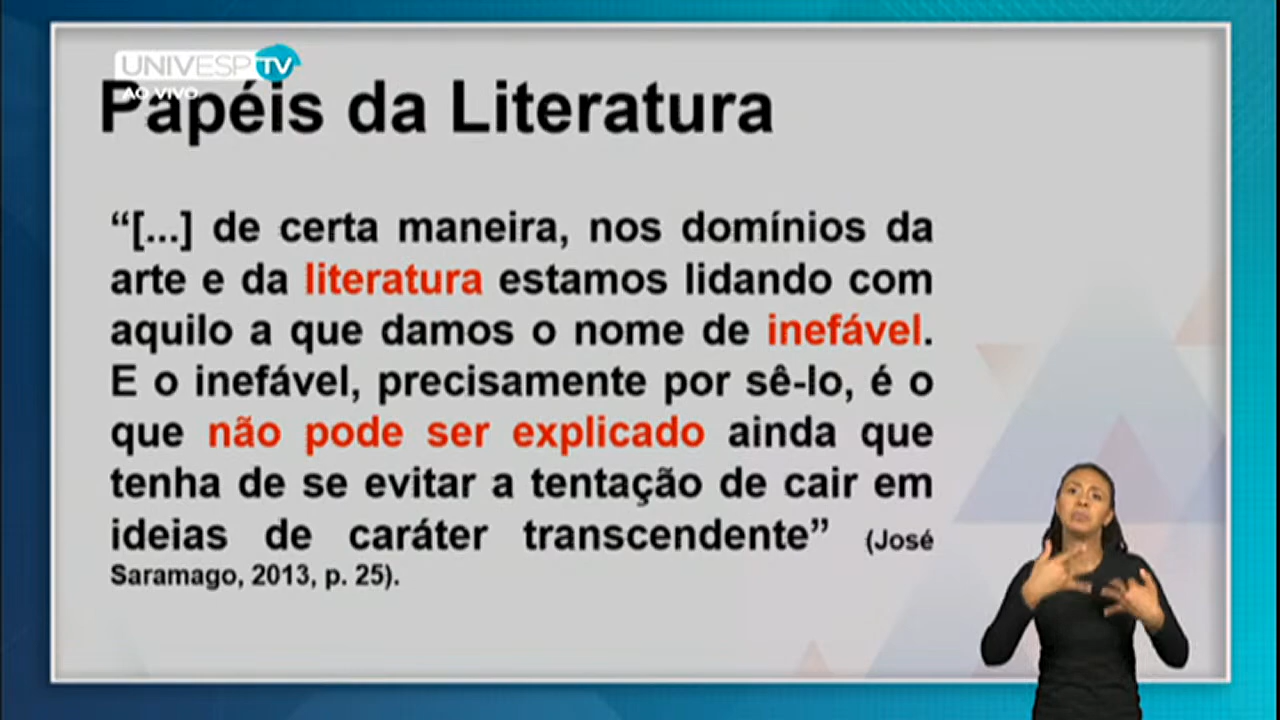 UNIVESP TV
AO VIVO
Papéis da Literatura
“[...] de certa maneira, nos domínios da
arte e da literatura estamos lidando com
aquilo a que damos o nome de inefável.
E o inefável, precisamente por sê-lo, é o
que não pode ser explicado ainda que
tenha de se evitar a tentação de cair em
ideias de caráter transcendente” (José
Saramago, 2013, p. 25).